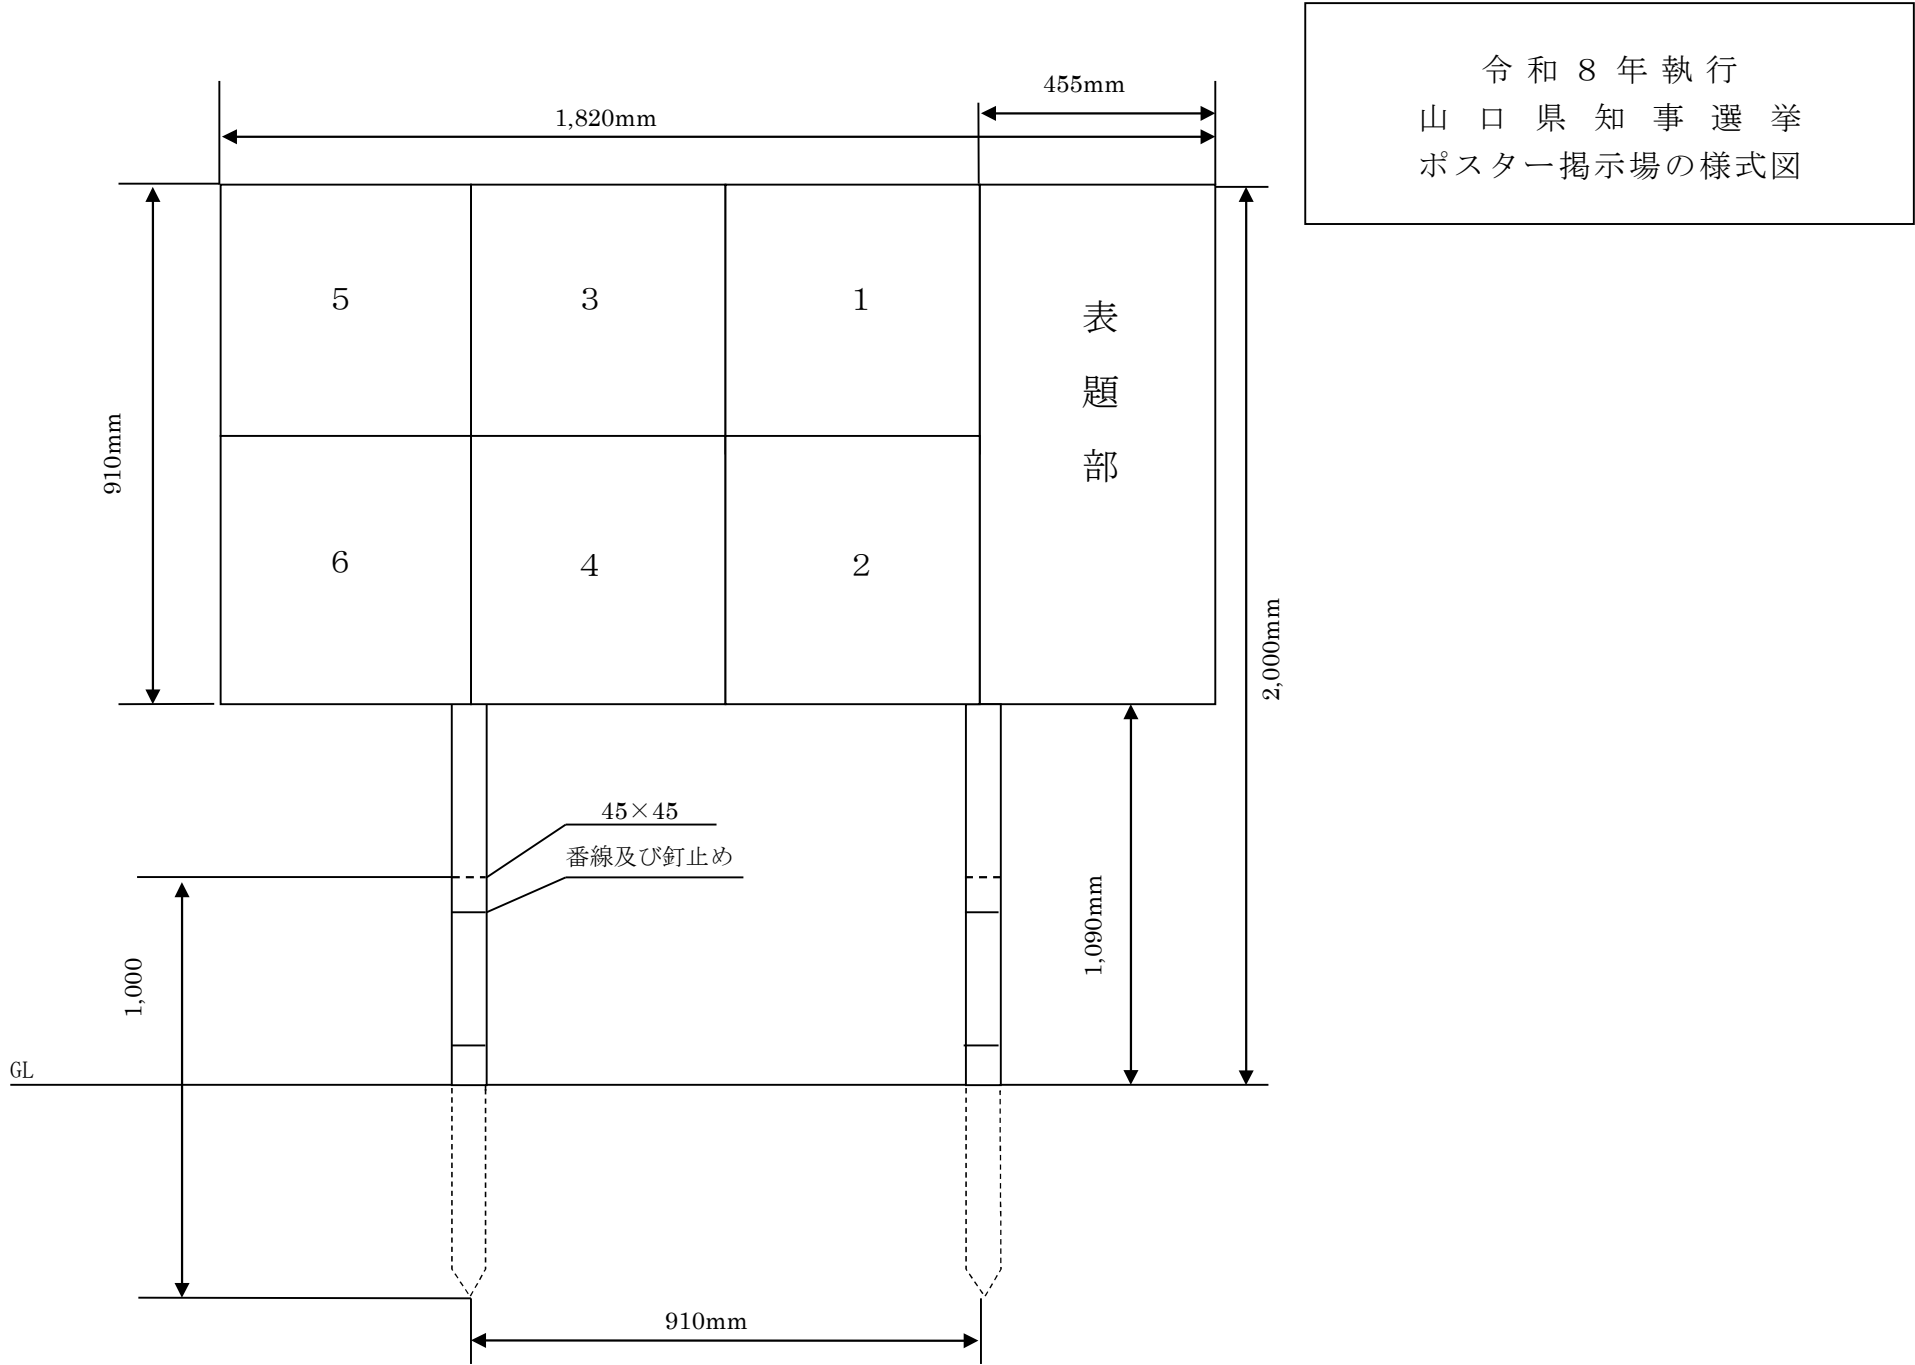 令和８年執行
山口県知事選挙
ポスター掲示場の様式図
455mm
1,820mm
5
3
1
表題部
910mm
6
4
2
2,000mm
45×45
番線及び釘止め
1,090mm
1,000
GL
910mm